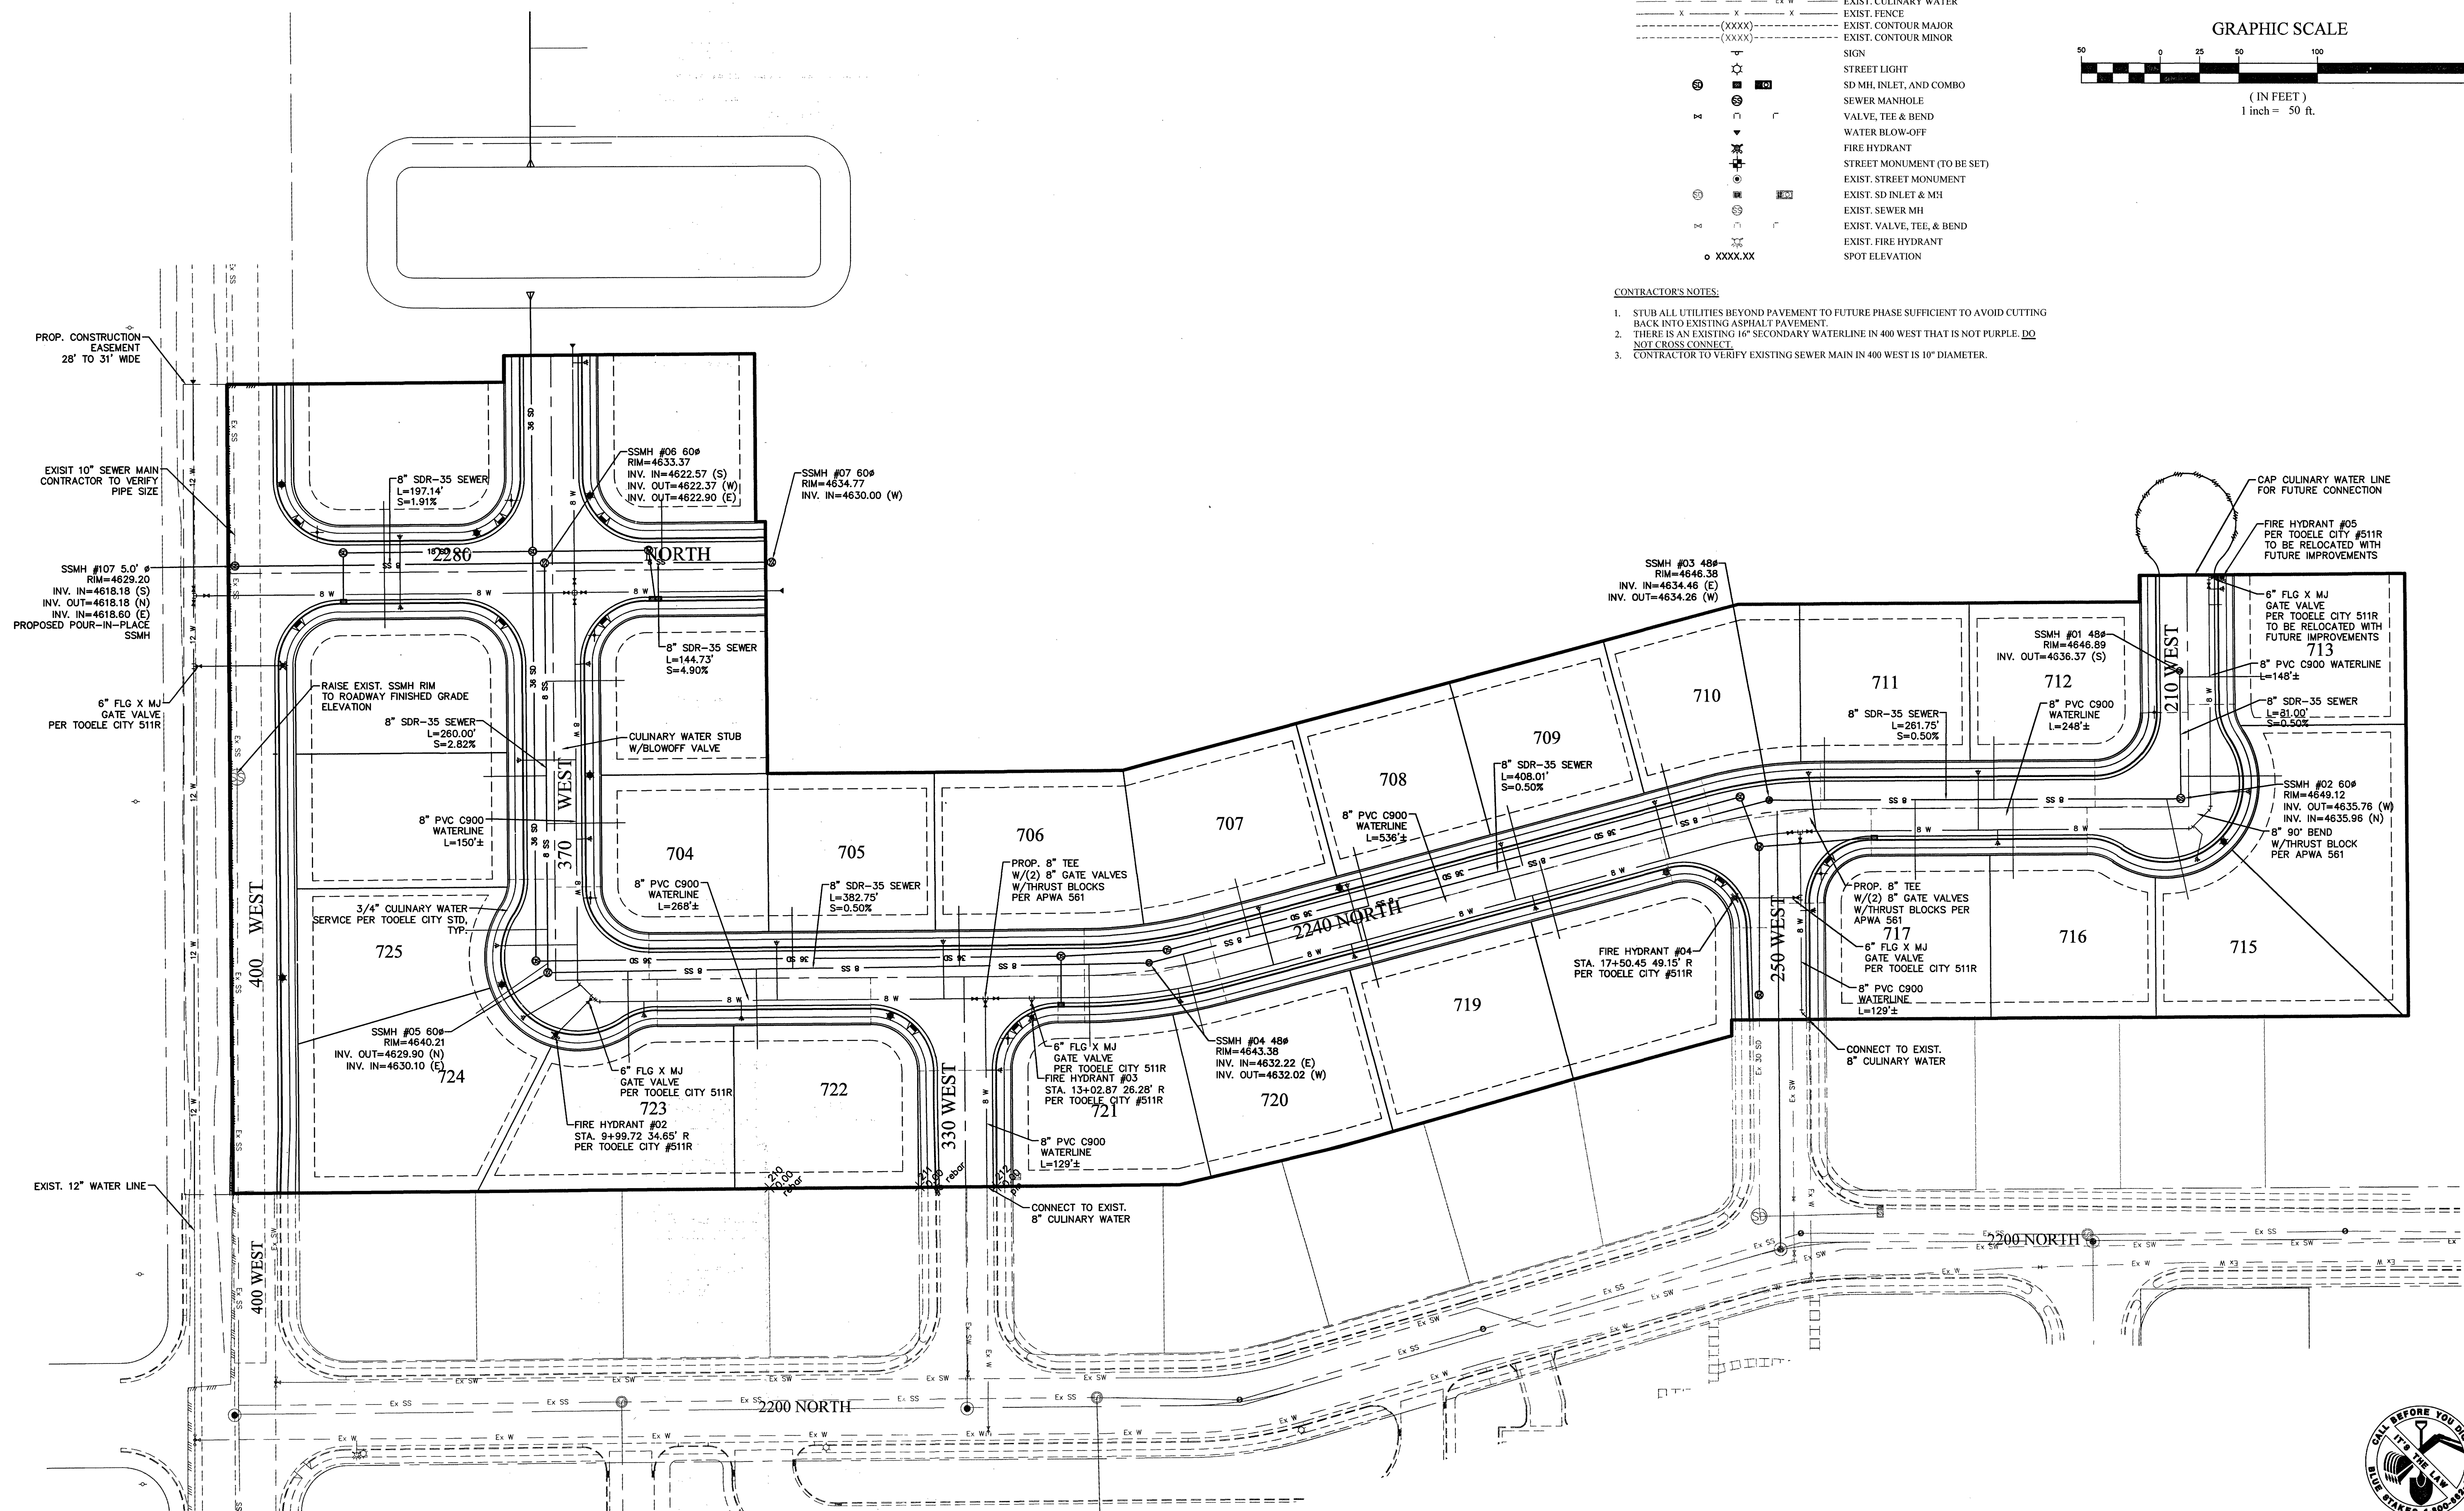 EXIST. CULINARY WATER
EXIST. FENCE
(XXXX) EXIST. CONTOUR MAJOR
(XXXX) EXIST. CONTOUR MINOR
SIGN
STREET LIGHT
SD MH, INLET, AND COMBO
SEWER MANHOLE
VALVE, TEE & BEND
WATER BLOW-OFF
FIRE HYDRANT
STREET MONUMENT (TO BE SET)
EXIST. STREET MONUMENT
EXIST. SD INLET & MH
EXIST. SEWER MH
EXIST. VALVE, TEE, & BEND
EXIST. FIRE HYDRANT
XXXX.XX SPOT ELEVATION
GRAPHIC SCALE
50 0 25 50 100
( IN FEET )
1 inch = 50 ft.
CONTRACTOR'S NOTES:
1. STUB ALL UTILITIES BEYOND PAVEMENT TO FUTURE PHASE SUFFICIENT TO AVOID CUTTING
BACK INTO EXISTING ASPHALT PAVEMENT.
2. THERE IS AN EXISTING 16" SECONDARY WATERLINE IN 400 WEST THAT IS NOT PURPLE. DO
NOT CROSS CONNECT.
3. CONTRACTOR TO VERIFY EXISTING SEWER MAIN IN 400 WEST IS 10" DIAMETER.
PROP. CONSTRUCTION
EASEMENT
28' TO 31' WIDE
EXISIT 10" SEWER MAIN
CONTRACTOR TO VERIFY
PIPE SIZE
8" SDR-35 SEWER
L=197.14'
S=1.91%
SSMH #06 60ø
RIM=4633.37
INV. IN=4622.57 (S)
INV. OUT=4622.37 (W)
INV. OUT=4622.90 (E)
SSMH #07 60ø
RIM=4634.77
INV. IN=4630.00 (W)
2280 NORTH
SSMH #107 5.0' ø
RIM=4629.20
INV. IN=4618.18 (S)
INV. OUT=4618.18 (N)
INV. IN=4618.60 (E)
PROPOSED POUR-IN-PLACE
SSMH
8" SDR-35 SEWER
L=144.73'
S=4.90%
6" FLG X MJ
GATE VALVE
PER TOOELE CITY 511R
RAISE EXIST. SSMH RIM
TO ROADWAY FINISHED GRADE
ELEVATION
8" SDR-35 SEWER
L=260.00'
S=2.82%
CULINARY WATER STUB
W/BLOWOFF VALVE
370 WEST
8" PVC C900
WATERLINE
L=150'±
400 WEST
3/4" CULINARY WATER
SERVICE PER TOOELE CITY STD,
TYP.
725
724
SSMH #05 60ø
RIM=4640.21
INV. OUT=4629.90 (N)
INV. IN=4630.10 (E)
704
705
706
707
708
709
710
711
712
713
8" PVC C900
WATERLINE
L=268'±
8" SDR-35 SEWER
L=382.75'
S=0.50%
PROP. 8" TEE
W/(2) 8" GATE VALVES
W/THRUST BLOCKS
PER APWA 561
8" PVC C900
WATERLINE
L=536'±
8" SDR-35 SEWER
L=408.01'
S=0.50%
2240 NORTH
SSMH #03 48ø
RIM=4646.38
INV. IN=4634.46 (E)
INV. OUT=4634.26 (W)
8" SDR-35 SEWER
L=261.75'
S=0.50%
8" PVC C900
WATERLINE
L=248'±
SSMH #01 48ø
RIM=4646.89
INV. OUT=4636.37 (S)
210 WEST
CAP CULINARY WATER LINE
FOR FUTURE CONNECTION
FIRE HYDRANT #05
PER TOOELE CITY #511R
TO BE RELOCATED WITH
FUTURE IMPROVEMENTS
6" FLG X MJ
GATE VALVE
PER TOOELE CITY 511R
TO BE RELOCATED WITH
FUTURE IMPROVEMENTS
8" PVC C900 WATERLINE
L=148'±
8" SDR-35 SEWER
L=81.00'
S=0.50%
SSMH #02 60ø
RIM=4649.12
INV. OUT=4635.76 (W)
INV. IN=4635.96 (N)
8" 90° BEND
W/THRUST BLOCK
PER APWA 561
PROP. 8" TEE
W/(2) 8" GATE VALVES
W/THRUST BLOCKS PER
APWA 561
717
716
715
6" FLG X MJ
GATE VALVE
PER TOOELE CITY 511R
8" PVC C900
WATERLINE
L=129'±
CONNECT TO EXIST.
8" CULINARY WATER
250 WEST
FIRE HYDRANT #04
STA. 17+50.45 49.15' R
PER TOOELE CITY #511R
719
720
721
SSMH #04 48ø
RIM=4643.38
INV. IN=4632.22 (E)
INV. OUT=4632.02 (W)
6" FLG X MJ
GATE VALVE
PER TOOELE CITY 511R
FIRE HYDRANT #03
STA. 13+02.87 26.28' R
PER TOOELE CITY #511R
8" PVC C900
WATERLINE
L=129'±
330 WEST
722
723
6" FLG X MJ
GATE VALVE
PER TOOELE CITY 511R
FIRE HYDRANT #02
STA. 9+99.72 34.65' R
PER TOOELE CITY #511R
CONNECT TO EXIST.
8" CULINARY WATER
EXIST. 12" WATER LINE
400 WEST
2200 NORTH
2200 NORTH
CALL BEFORE YOU DIG
IT'S THE LAW
BLUE STAKES